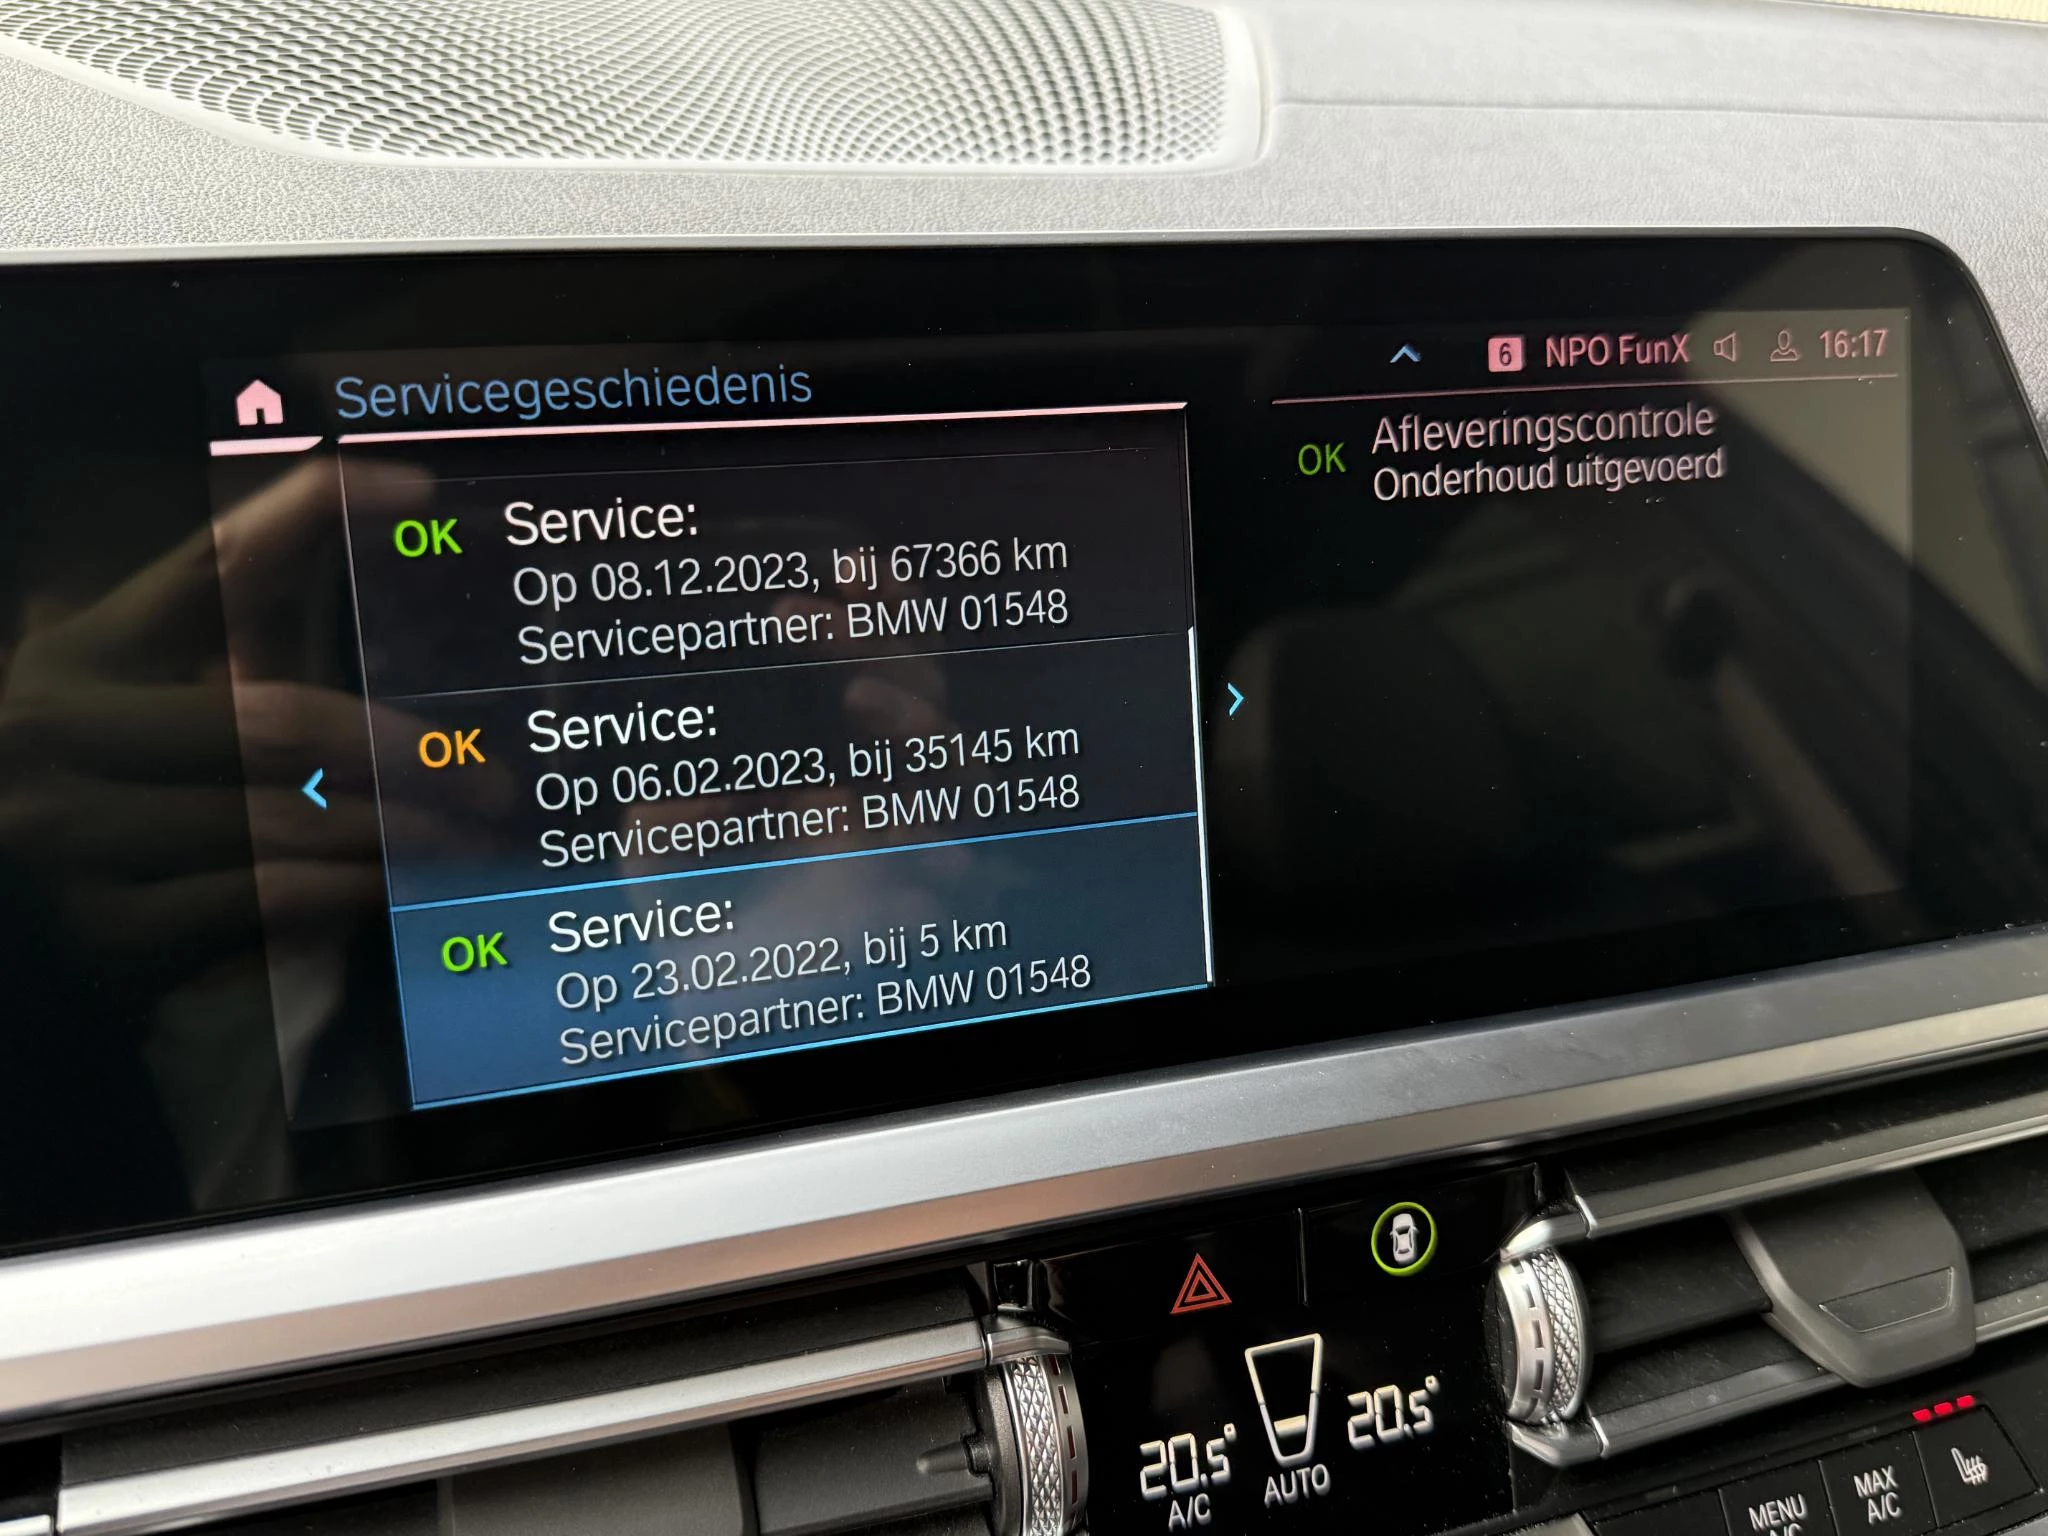 Servicegeschiedenis
6 NPO FunX 16:17
OK Service:
Op 08.12.2023, bij 67366 km
Servicepartner: BMW 01548
OK Service:
Op 06.02.2023, bij 35145 km
Servicepartner: BMW 01548
OK Service:
Op 23.02.2022, bij 5 km
Servicepartner: BMW 01548
OK Afleveringscontrole
Onderhoud uitgevoerd
20.5° 20.5°
A/C AUTO
MENU
A/C
MAX
A/C